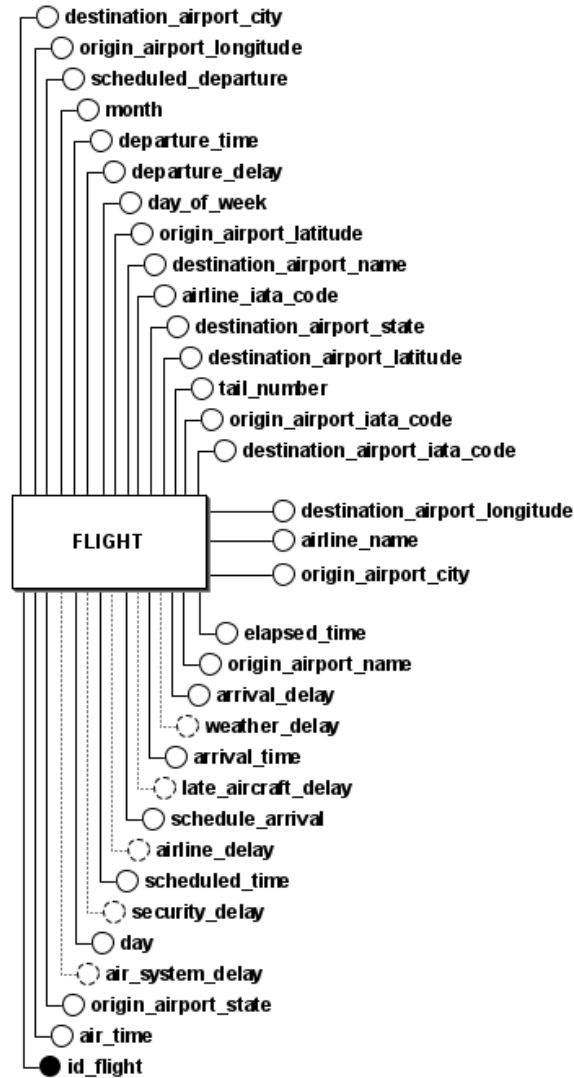 destination_airport_city
origin_airport_longitude
scheduled_departure
month
departure_time
departure_delay
day_of_week
origin_airport_latitude
destination_airport_name
airline_iata_code
destination_airport_state
destination_airport_latitude
tail_number
origin_airport_iata_code
destination_airport_iata_code
destination_airport_longitude
FLIGHT
airline_name
origin_airport_city
elapsed_time
origin_airport_name
arrival_delay
weather_delay
arrival_time
late_aircraft_delay
schedule_arrival
airline_delay
scheduled_time
security_delay
day
air_system_delay
origin_airport_state
air_time
id_flight